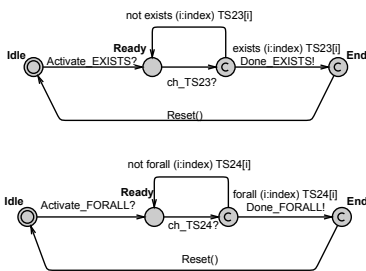 not exists (i:index) TS23[i]
Idle
Ready
exists (i:index) TS23[i]
End
Activate_EXISTS?
Done_EXISTS!
C
C
ch_TS23?
Reset()
not forall (i:index) TS24[i]
Idle
Ready
forall (i:index) TS24[i]
End
Activate_FORALL?
Done_FORALL!
C
C
ch_TS24?
Reset()